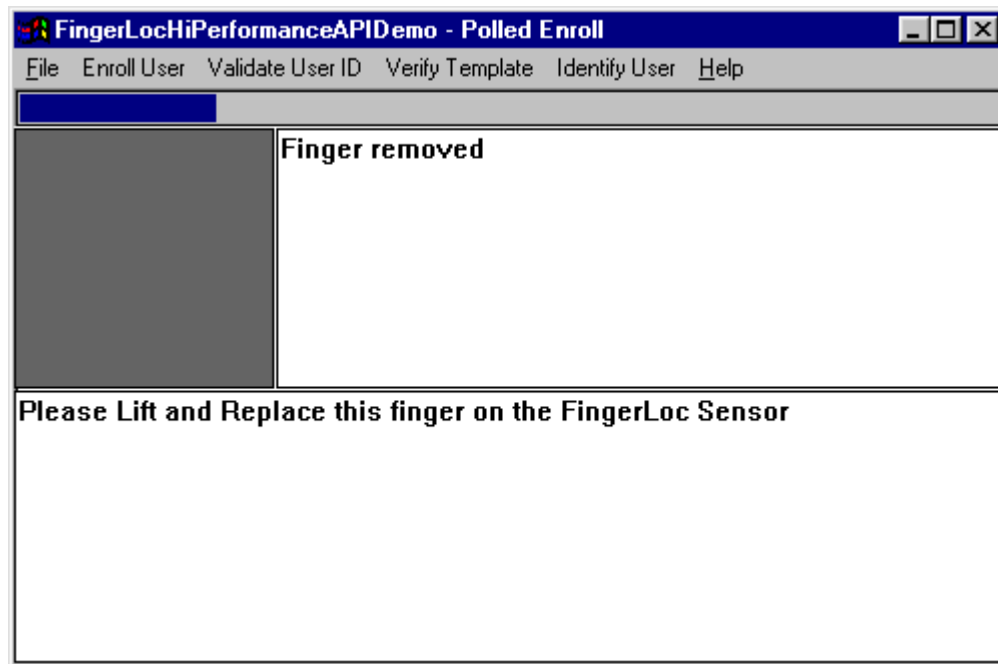 FingerLocHiPerformanceAPIDemo - Polled Enroll
File Enroll User Validate User ID Verify Template Identify User Help
Finger removed
Please Lift and Replace this finger on the FingerLoc Sensor